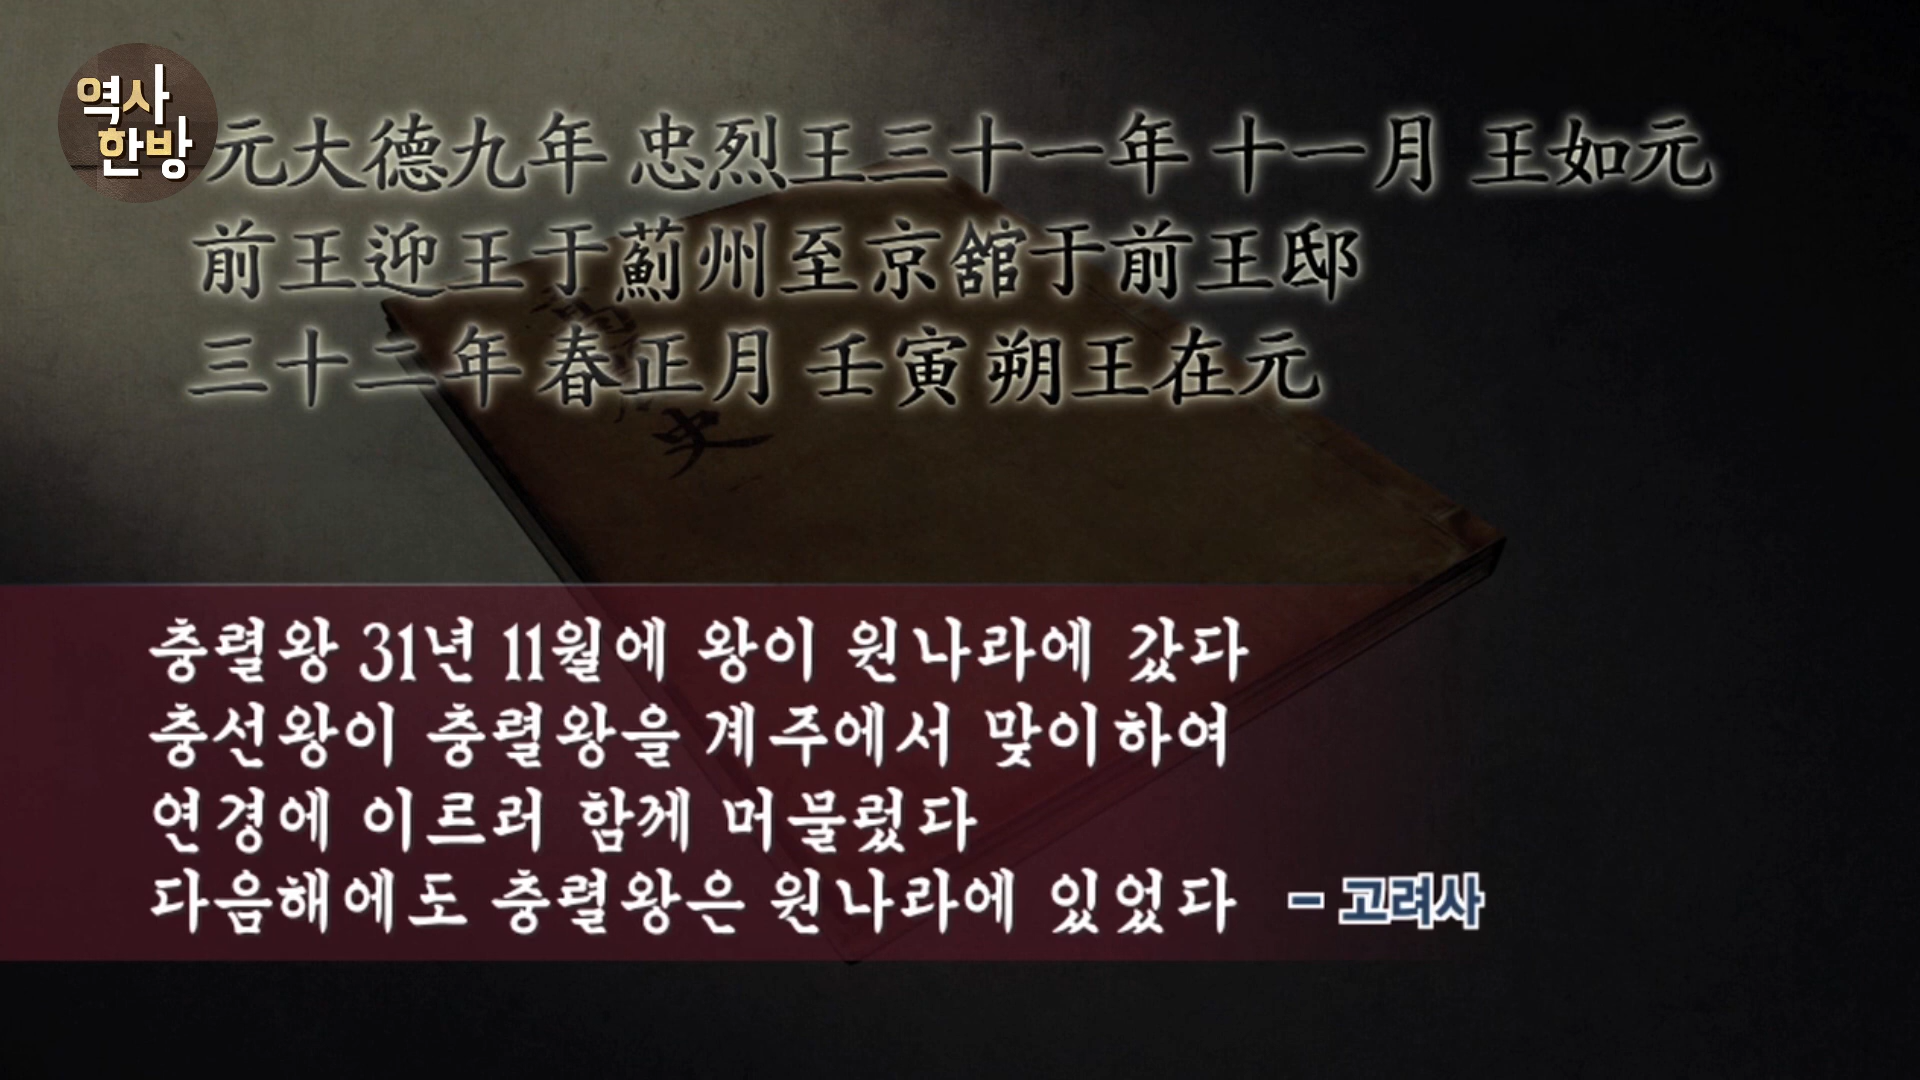 역사
한방
元大德九年 忠烈王三十一年 十一月 王如元
前王迎王于薊州至京舘于前王邸
三十二年 春正月 壬寅朔王在元
史
충렬왕 31년 11월에 왕이 원나라에 갔다
충선왕이 충렬왕을 계주에서 맞이하여
연경에 이르러 함께 머물렀다
다음해에도 충렬왕은 원나라에 있었다 - 고려사